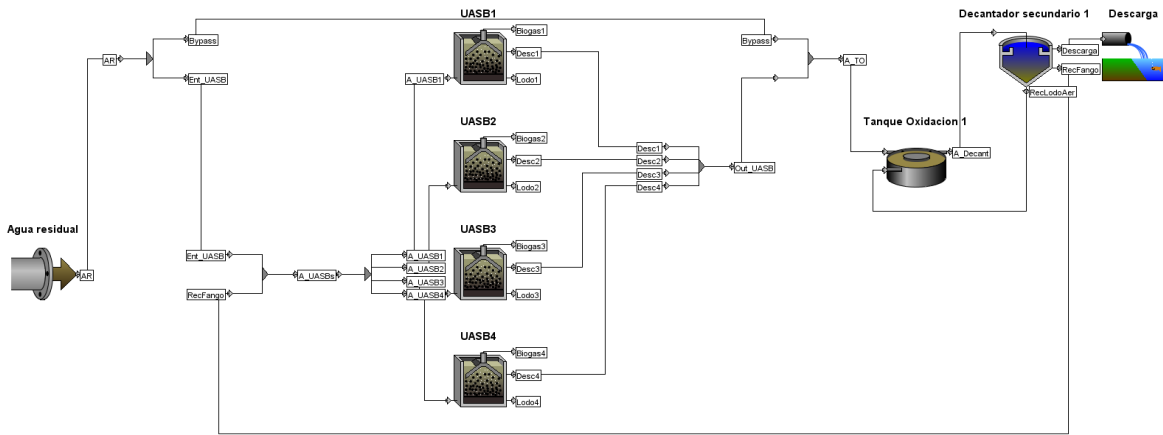 UASB1
Decantador secundario 1
Descarga
Biogas1
Bypass
Bypass
Descarga
AR
Desc1
A_TO
RecFango
Ent_UASB
A_UASB1
Lodo1
RecLodoAer
UASB2
Tanque Oxidacion 1
Biogas2
Desc1
A_Decant
Desc2
Desc2
Out_UASB
Desc3
Lodo2
Desc4
Agua residual
UASB3
Biogas3
Ent_UASB
A_UASB1
A_UASB2
Desc3
AR
A_UASBs
A_UASB3
RecFango
A_UASB4
Lodo3
UASB4
Biogas4
Desc4
Lodo4